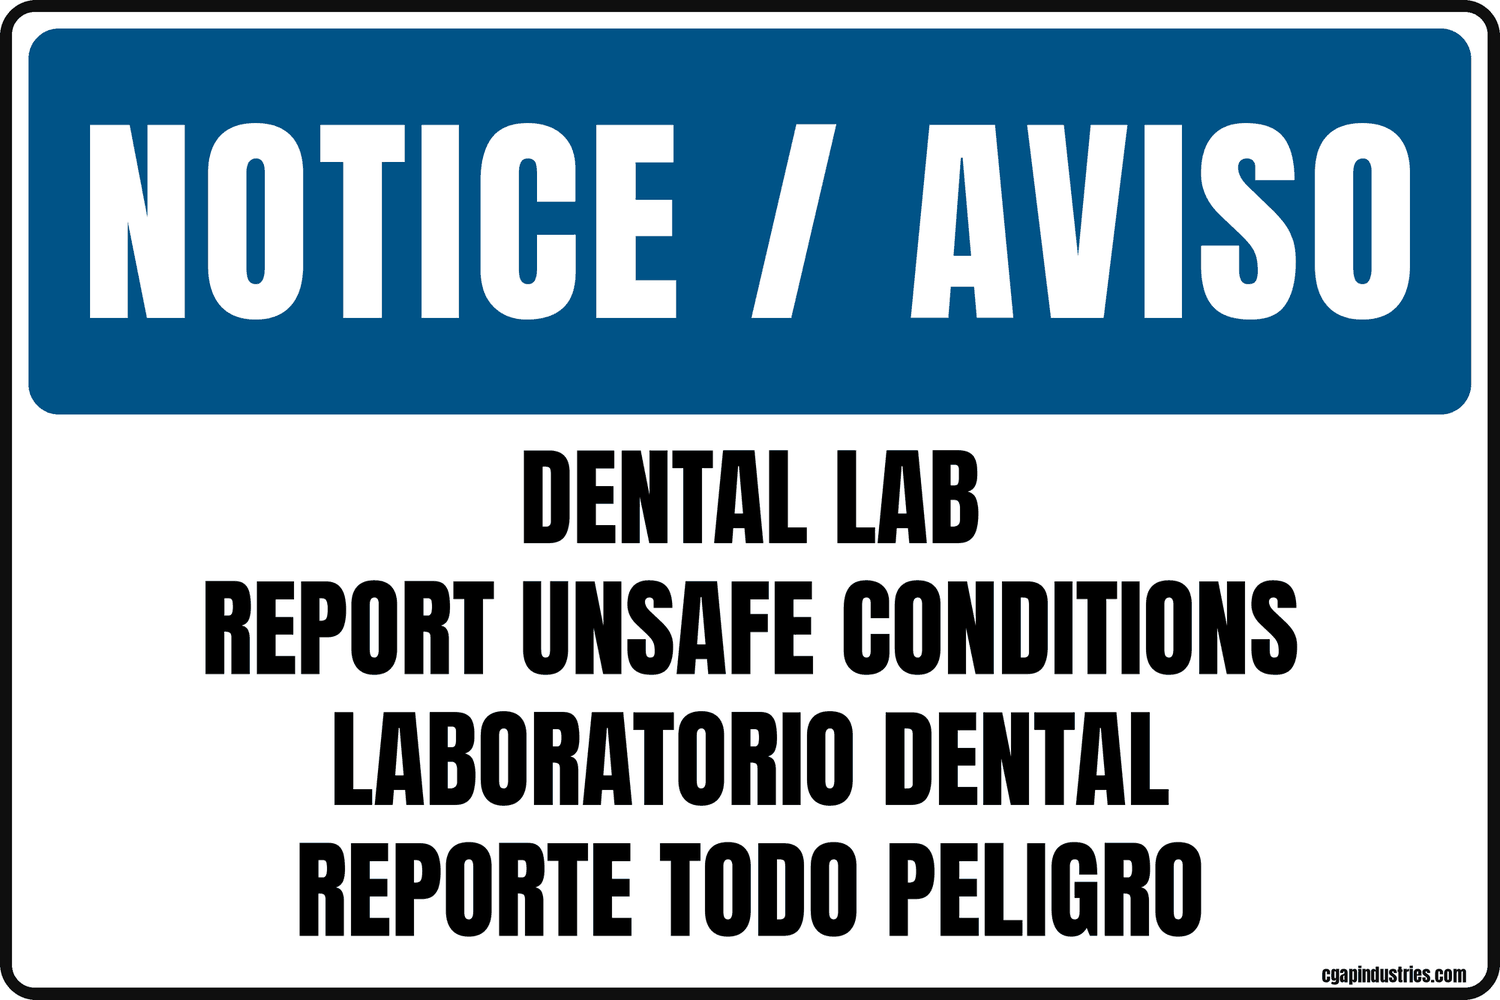 NOTICE / AVISO
DENTAL LAB
REPORT UNSAFE CONDITIONS
LABORATORIO DENTAL
REPORTE TODO PELIGRO
cgapindustries.com